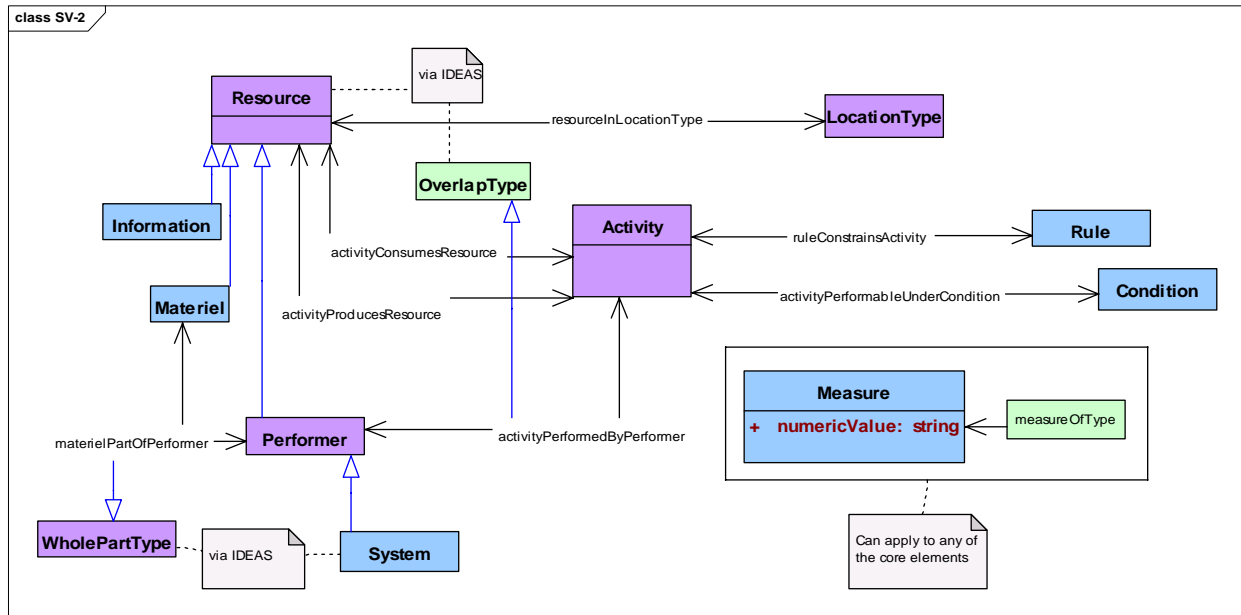 class SV-2
via IDEAS
Resource
resourceInLocationType
LocationType
OverlapType
Information
Activity
ruleConstrainsActivity
Rule
activityConsumesResource
Materiel
activityProducesResource
activityPerformableUnderCondition
Condition
Measure
+ numericValue: string
measureOfType
materielPartOfPerformer
Performer
activityPerformedByPerformer
WholePartType
via IDEAS
System
Can apply to any of
the core elements